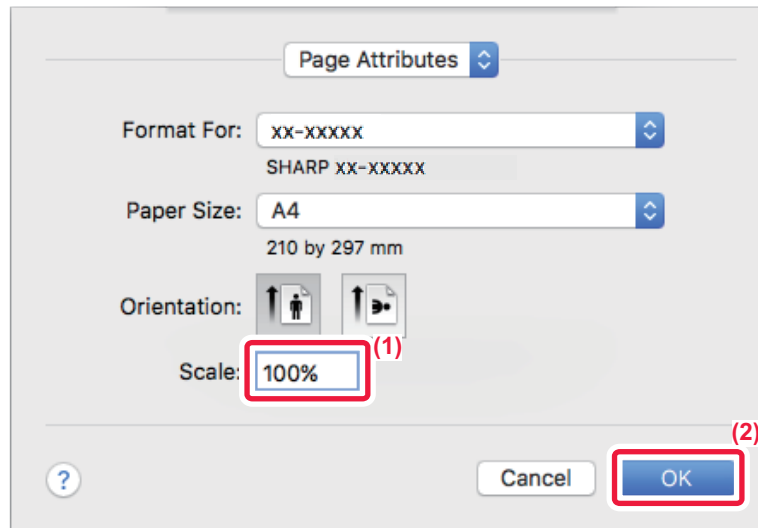 Page Attributes
Format For: xx-xxxxx
SHARP xx-xxxxx
Paper Size: A4
210 by 297 mm
Orientation:
(1)
Scale: 100%
(2)
? Cancel OK